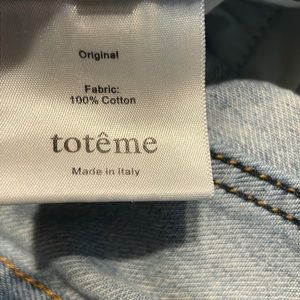 Original
Fabric:
100% Cotton
totême
Made in Italy